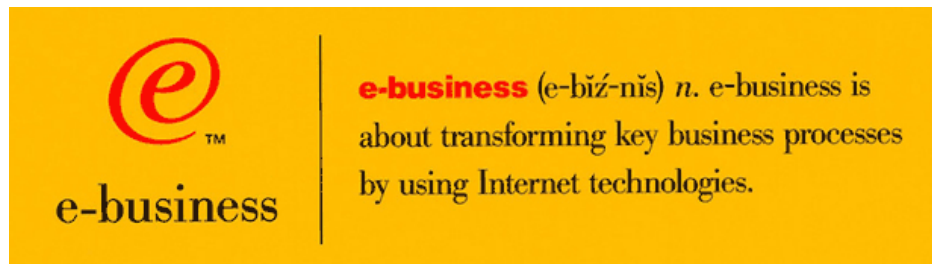 e ™
e-business
e-business (e-bĭź-nĭs) n. e-business is
about transforming key business processes
by using Internet technologies.